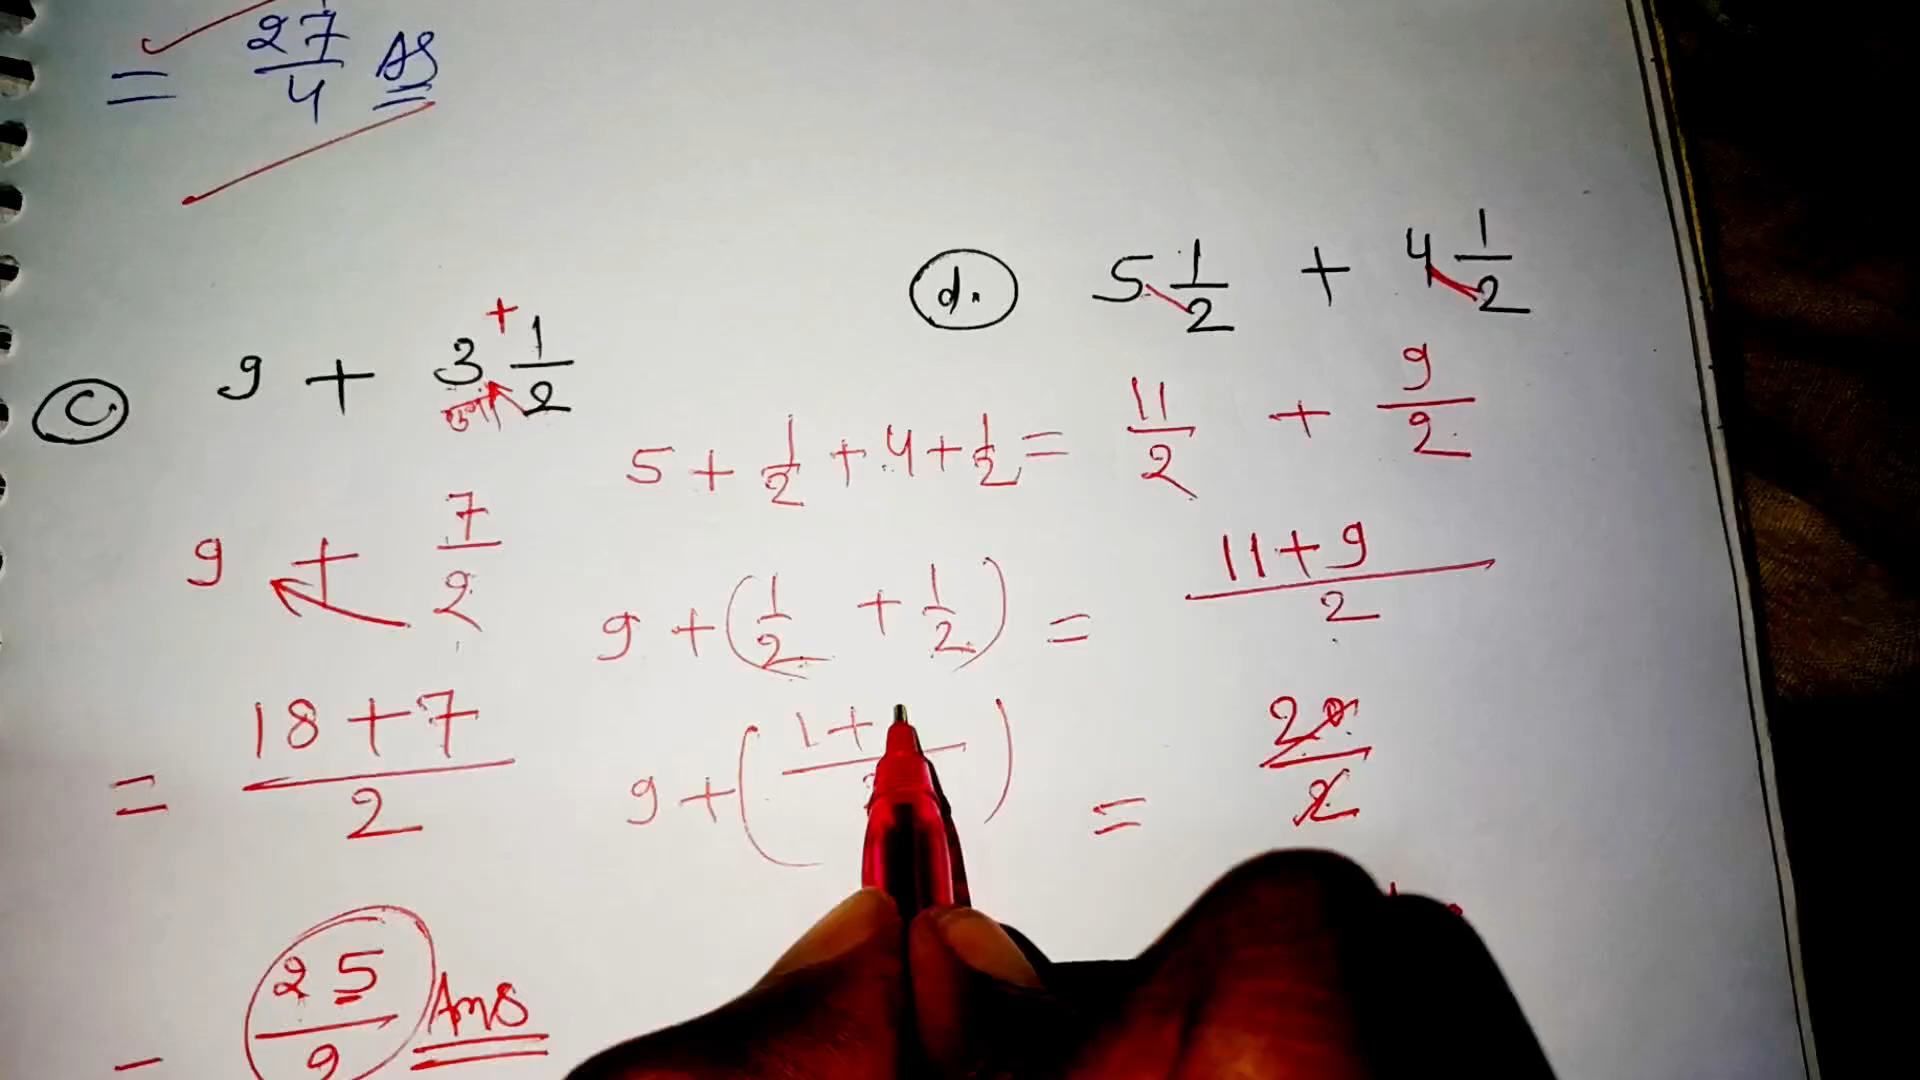 = 27/4 As
(C) 9 + 3 + 1/2
गुणा
9 + 7/2
= (18+7)/2
25/2 Ans
(d.) 5 1/2 + 4 1/2
5 + 1/2 + 4 + 1/2 = 11/2 + 9/2
9 + (1/2 + 1/2) = (11+9)/2
9 + (1+ ) = 20/2